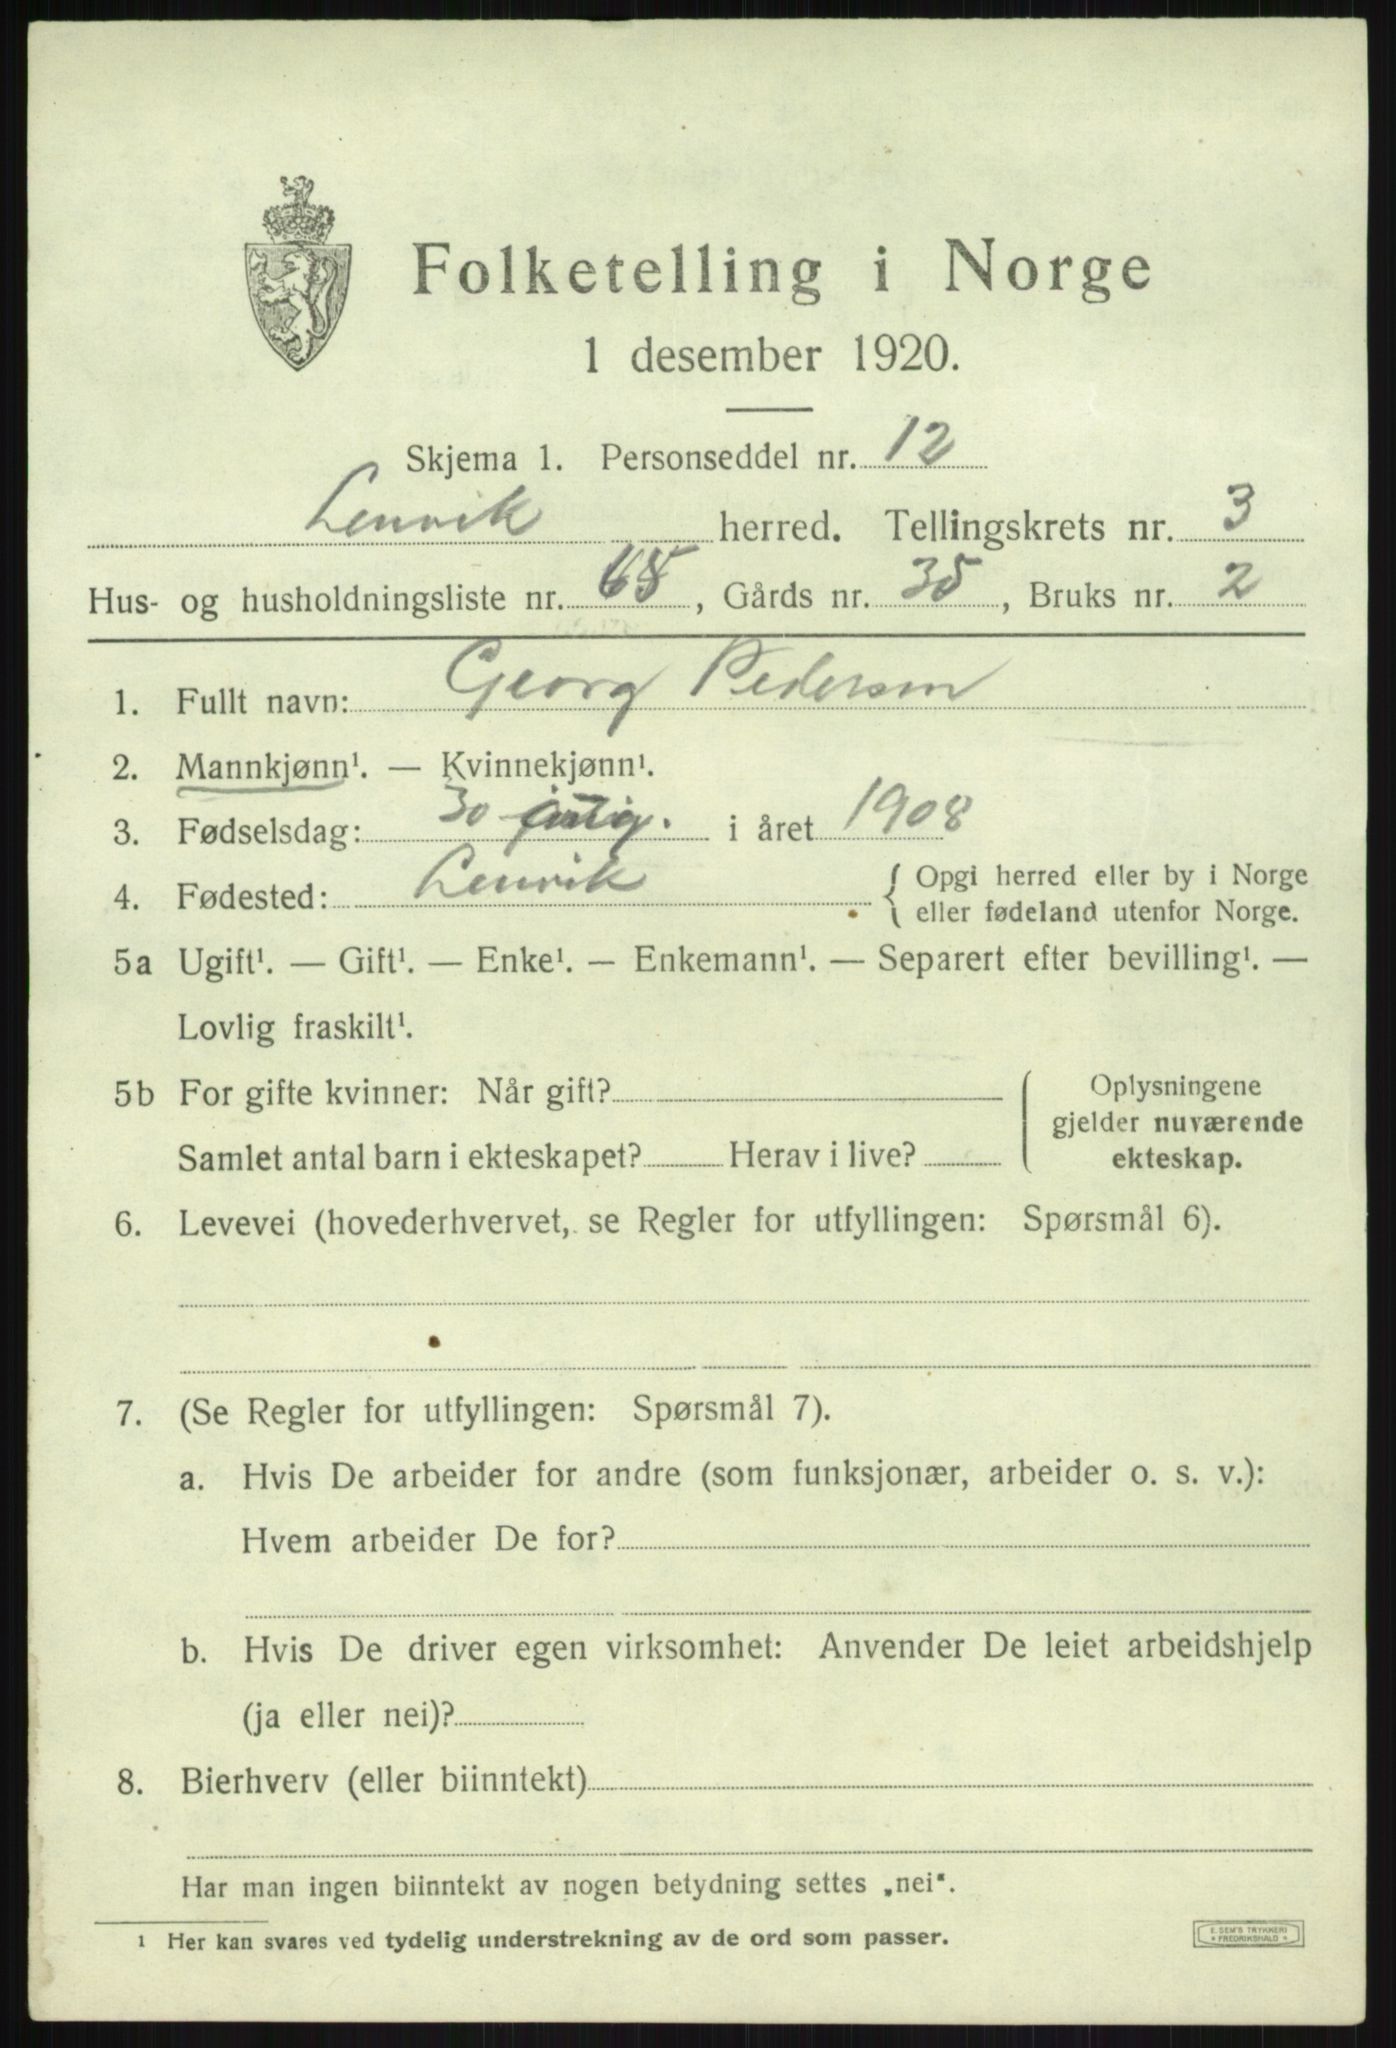 Folketelling i Norge
1 desember 1920.
Skjema 1. Personseddel nr. 12
Lenvik herred. Tellingskrets nr. 3
Hus- og husholdningsliste nr. 65, Gårds nr. 35, Bruks nr. 2
1. Fullt navn: Georg Pedersen
2. Mannkjønn¹. — Kvinnekjønn¹.
3. Fødselsdag: 30 i året 1908
4. Fødested: Lenvik { Opgi herred eller by i Norge
eller fødeland utenfor Norge.
5a Ugift¹. — Gift¹. — Enke¹. — Enkemann¹. — Separert efter bevilling¹. —
Lovlig fraskilt¹.
5b For gifte kvinner: Når gift? Oplysningene
gjelder nuværende
Samlet antal barn i ekteskapet? Herav i live? ekteskap.
6. Levevei (hovederhvervet, se Regler for utfyllingen: Spørsmål 6).
7. (Se Regler for utfyllingen: Spørsmål 7).
a. Hvis De arbeider for andre (som funksjonær, arbeider o. s. v.):
Hvem arbeider De for?
b. Hvis De driver egen virksomhet: Anvender De leiet arbeidshjelp
(ja eller nei)?
8. Bierhverv (eller biinntekt)
Har man ingen biinntekt av nogen betydning settes „nei“.
¹ Her kan svares ved tydelig understrekning av de ord som passer.
E. SEM'S TRYKKERI
* FREDRIKSHALD *